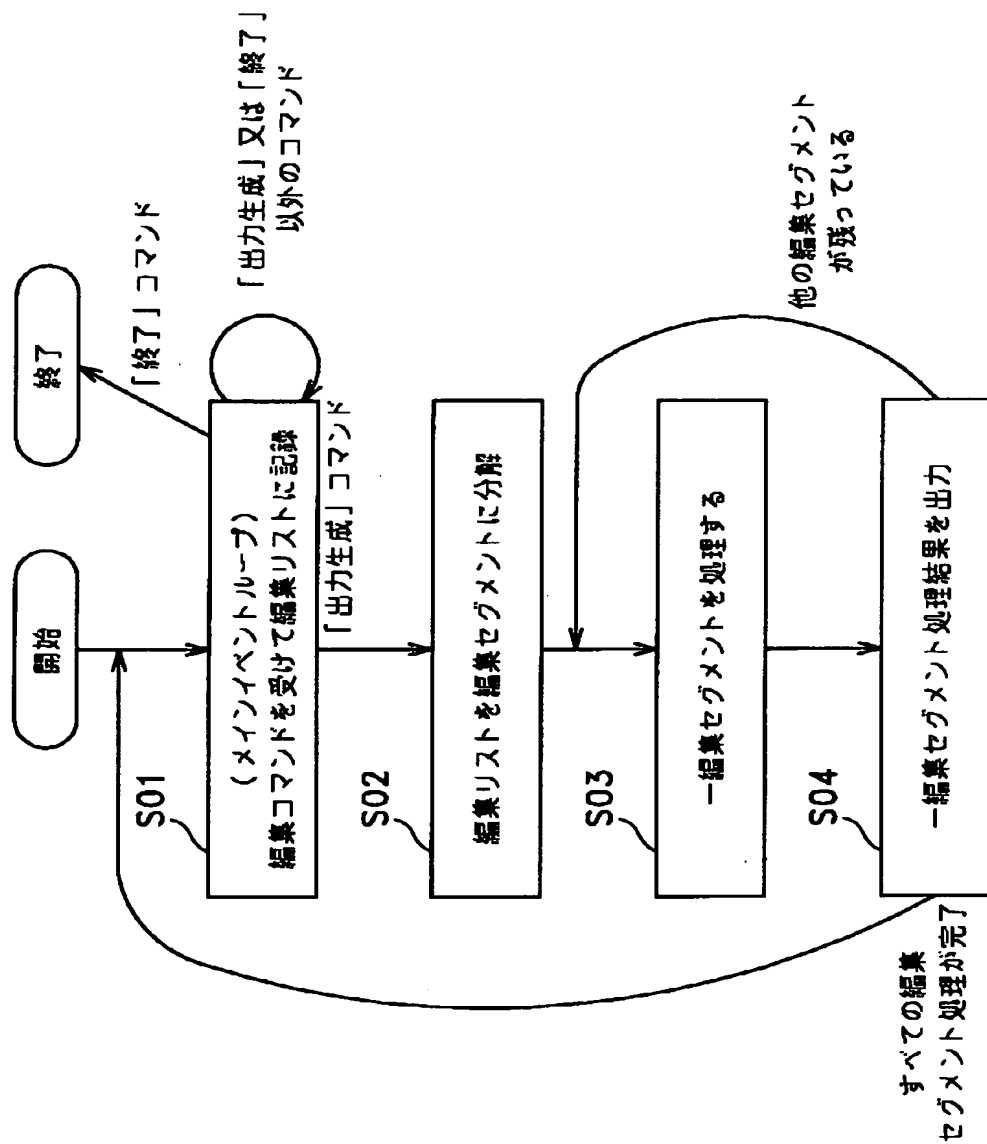 開始
終了
「終了」コマンド
S01
(メインイベントループ)
編集コマンドを受けて編集リストに記録
「出力生成」又は「終了」
以外のコマンド
「出力生成」コマンド
S02
編集リストを編集セグメントに分解
他の編集セグメント
が残っている
S03
一編集セグメントを処理する
S04
一編集セグメント処理結果を出力
すべての編集
セグメント処理が完了